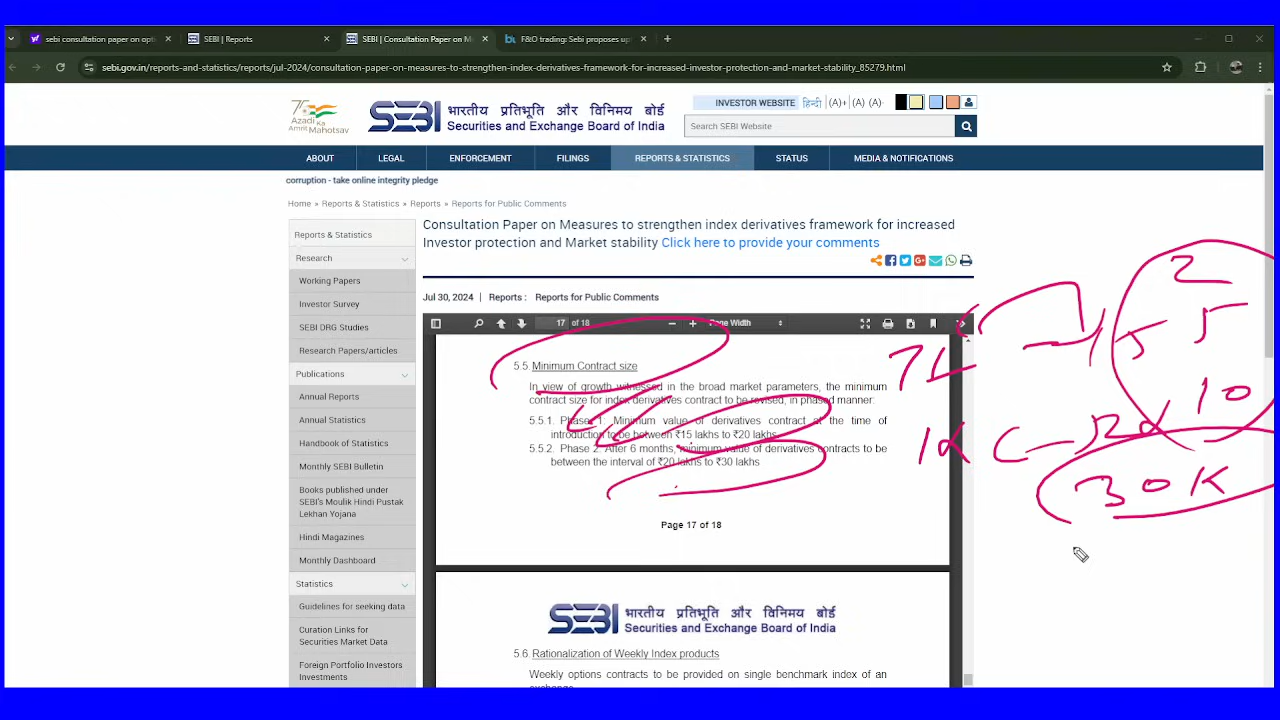 sebi consultation paper on opti
SEBI | Reports
SEBI | Consultation Paper on M
F&O trading: Sebi proposes up
sebi.gov.in/reports-and-statistics/reports/jul-2024/consultation-paper-on-measures-to-strengthen-index-derivatives-framework-for-increased-investor-protection-and-market-stability_85279.html
Azadi Ka
Amrit Mahotsav
SEBI
भारतीय प्रतिभूति और विनिमय बोर्ड
Securities and Exchange Board of India
INVESTOR WEBSITE हिन्दी (A)+ (A) (A)-
Search SEBI Website
ABOUT LEGAL ENFORCEMENT FILINGS REPORTS & STATISTICS STATUS MEDIA & NOTIFICATIONS
corruption - take online integrity pledge
Home » Reports & Statistics » Reports » Reports for Public Comments
Reports & Statistics
Research
Working Papers
Investor Survey
SEBI DRG Studies
Research Papers/articles
Publications
Annual Reports
Annual Statistics
Handbook of Statistics
Monthly SEBI Bulletin
Books published under
SEBI's Moulik Hindi Pustak
Lekhan Yojana
Hindi Magazines
Monthly Dashboard
Statistics
Guidelines for seeking data
Curation Links for
Securities Market Data
Foreign Portfolio Investors
Investments
Consultation Paper on Measures to strengthen index derivatives framework for increased
Investor protection and Market stability Click here to provide your comments
Jul 30, 2024 | Reports : Reports for Public Comments
17 of 18
Page Width
5.5. Minimum Contract size
In view of growth witnessed in the broad market parameters, the minimum
contract size for index derivatives contract to be revised, in phased manner:
5.5.1. Phase 1: Minimum value of derivatives contract at the time of
introduction to be between ₹15 lakhs to ₹20 lakhs
5.5.2. Phase 2: After 6 months, minimum value of derivatives contracts to be
between the interval of ₹20 lakhs to ₹30 lakhs
Page 17 of 18
SEBI
भारतीय प्रतिभूति और विनिमय बोर्ड
Securities and Exchange Board of India
5.6. Rationalization of Weekly Index products
Weekly options contracts to be provided on single benchmark index of an
exchange
2
5
5
10
30K